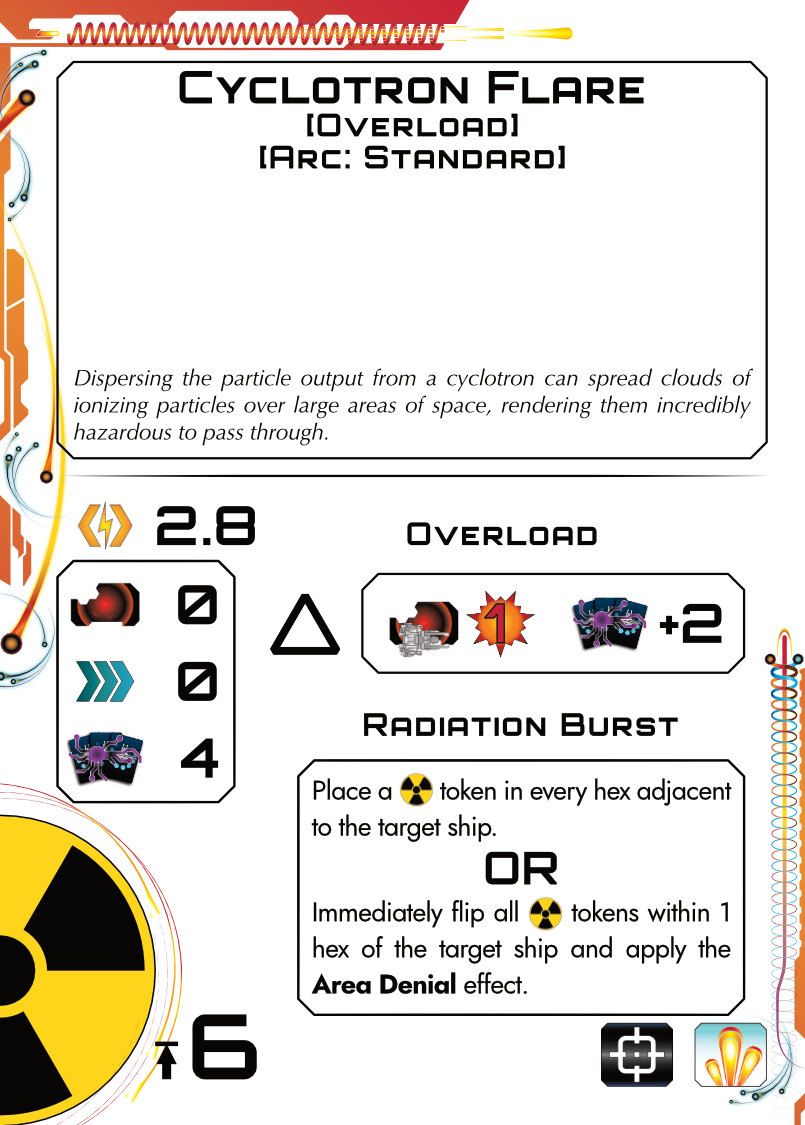 Cyclotron Flare
[Overload]
[Arc: Standard]
Dispersing the particle output from a cyclotron can spread clouds of
ionizing particles over large areas of space, rendering them incredibly
hazardous to pass through.
2.8
Overload
0
1
+2
0
4
Radiation Burst
Place a token in every hex adjacent
to the target ship.
OR
Immediately flip all tokens within 1
hex of the target ship and apply the
Area Denial effect.
6